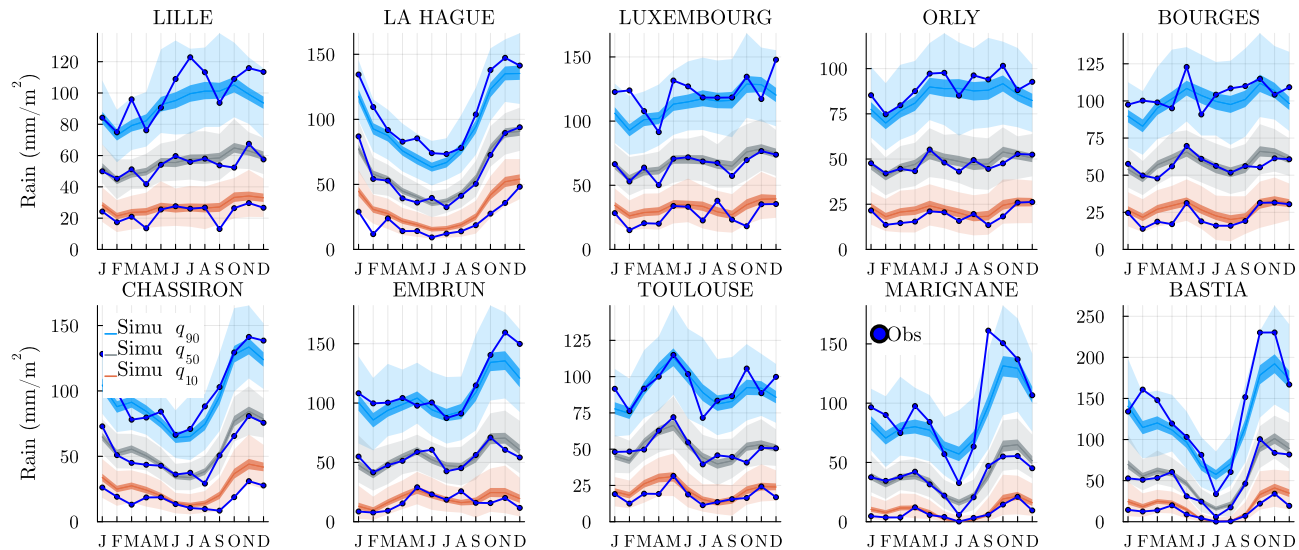 LILLE
LA HAGUE
LUXEMBOURG
ORLY
BOURGES
Rain (mm/m²)
120
100
80
60
40
20
0
150
100
50
0
150
100
50
0
100
75
50
25
0
125
100
75
50
25
0
J F M A M J J A S O N D
J F M A M J J A S O N D
J F M A M J J A S O N D
J F M A M J J A S O N D
J F M A M J J A S O N D
CHASSIRON
EMBRUN
TOULOUSE
MARIGNANE
BASTIA
Rain (mm/m²)
150
100
50
0
Simu q90
Simu q50
Simu q10
150
100
50
0
125
100
75
50
25
0
150
100
50
0
Obs
250
200
150
100
50
0
J F M A M J J A S O N D
J F M A M J J A S O N D
J F M A M J J A S O N D
J F M A M J J A S O N D
J F M A M J J A S O N D